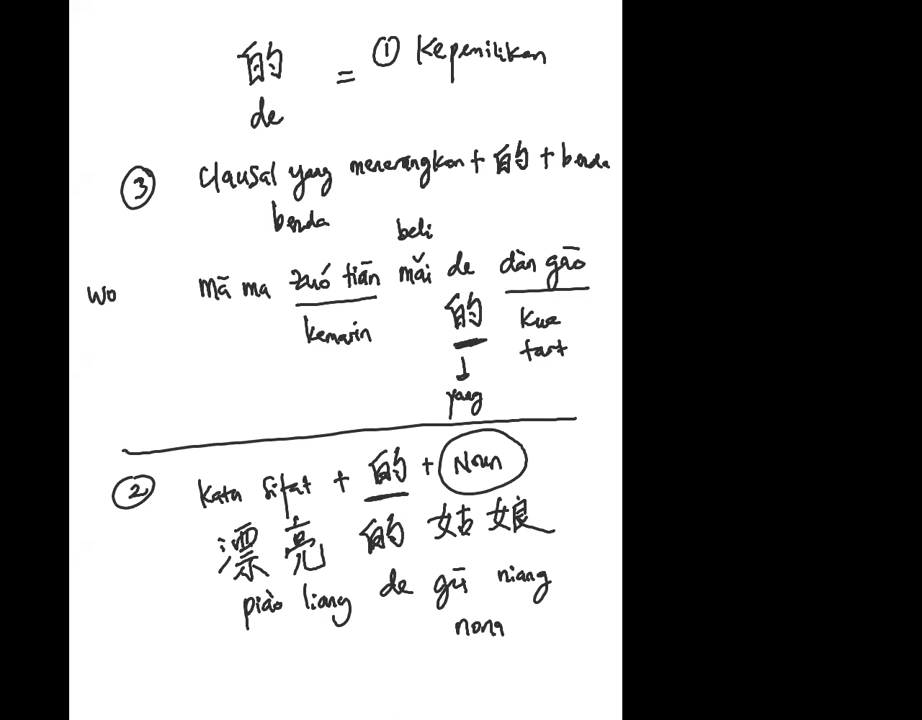 的 = ① Kepemilikan
de
③ Clausal yang menerangkan + 的 + benda
benda
beli
Wo mā ma zuó tiān mǎi de dàn gāo
kemarin 的 kue tart
↓
yang
② Kata Sifat + 的 + Noun
漂亮 的 姑娘
piào liang de gū niang
nona